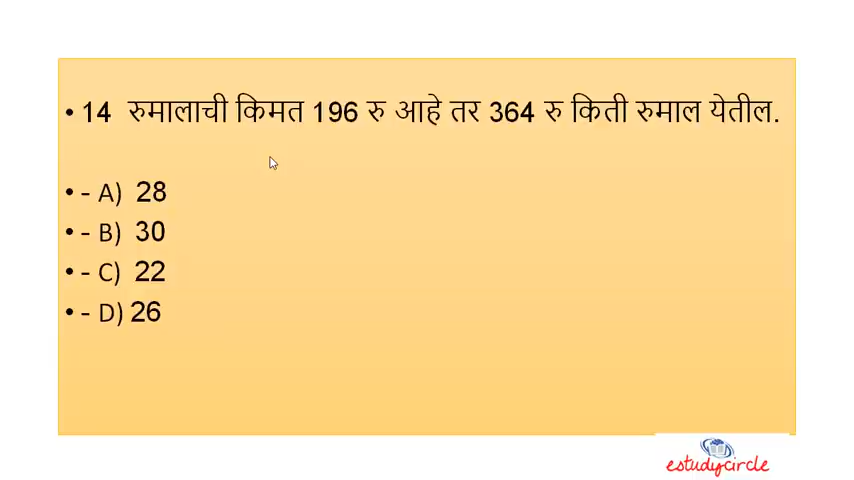 • 14 रुमालाची किमत 196 रु आहे तर 364 रु किती रुमाल येतील.
• - A) 28
• - B) 30
• - C) 22
• - D) 26
estudycircle